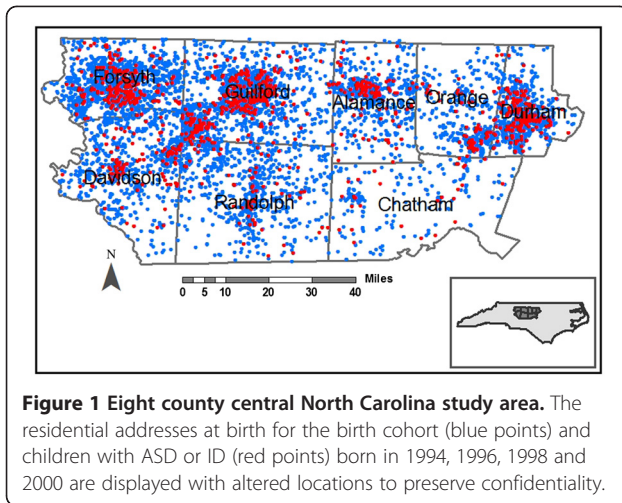 Forsyth
Guilford
Alamance
Orange
Durham
Davidson
Randolph
Chatham
N
Miles
0 5 10 20 30 40
Figure 1 Eight county central North Carolina study area. The
residential addresses at birth for the birth cohort (blue points) and
children with ASD or ID (red points) born in 1994, 1996, 1998 and
2000 are displayed with altered locations to preserve confidentiality.